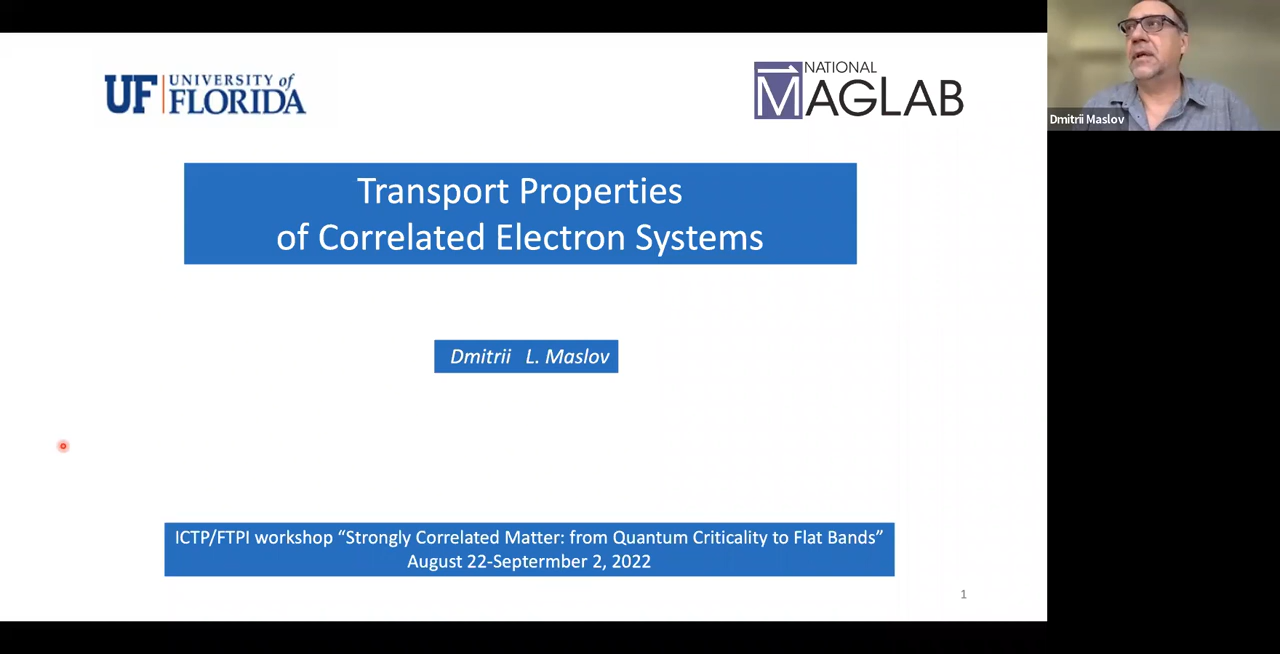 UF UNIVERSITY of
FLORIDA
NATIONAL
MAGLAB
Dmitrii Maslov
Transport Properties
of Correlated Electron Systems
Dmitrii L. Maslov
ICTP/FTPI workshop “Strongly Correlated Matter: from Quantum Criticality to Flat Bands”
August 22-Septermber 2, 2022
1